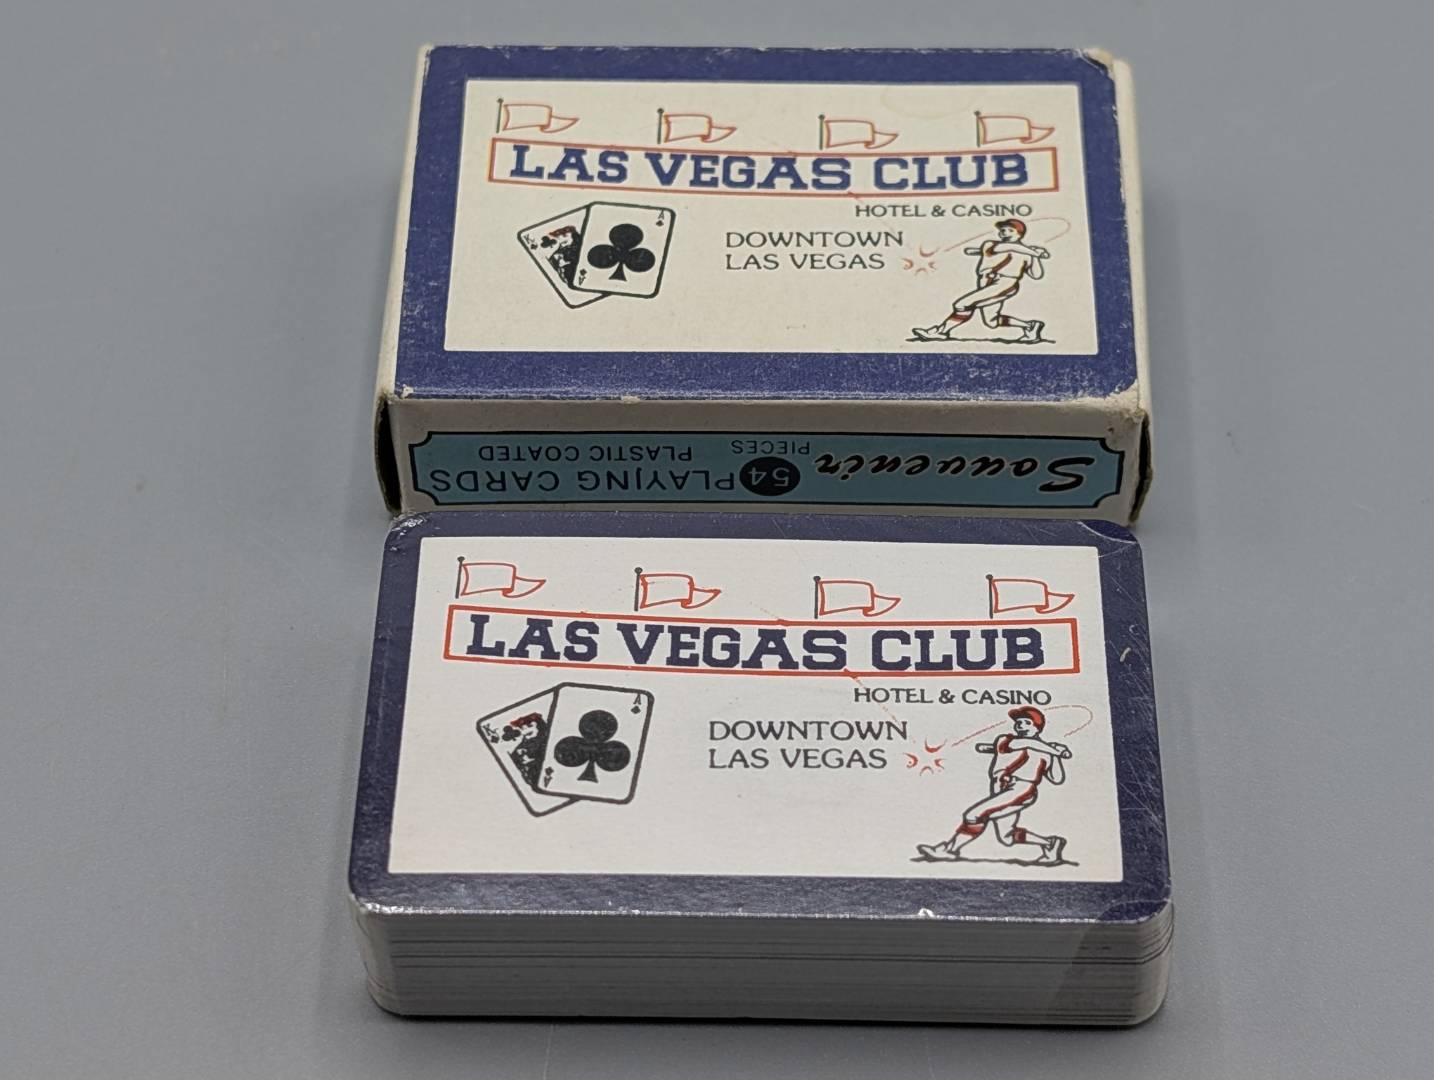 LAS VEGAS CLUB
HOTEL & CASINO
DOWNTOWN
LAS VEGAS
A
K
A
Souvenir 54 PIECES PLAYING CARDS
PLASTIC COATED
LAS VEGAS CLUB
HOTEL & CASINO
DOWNTOWN
LAS VEGAS
A
K
A